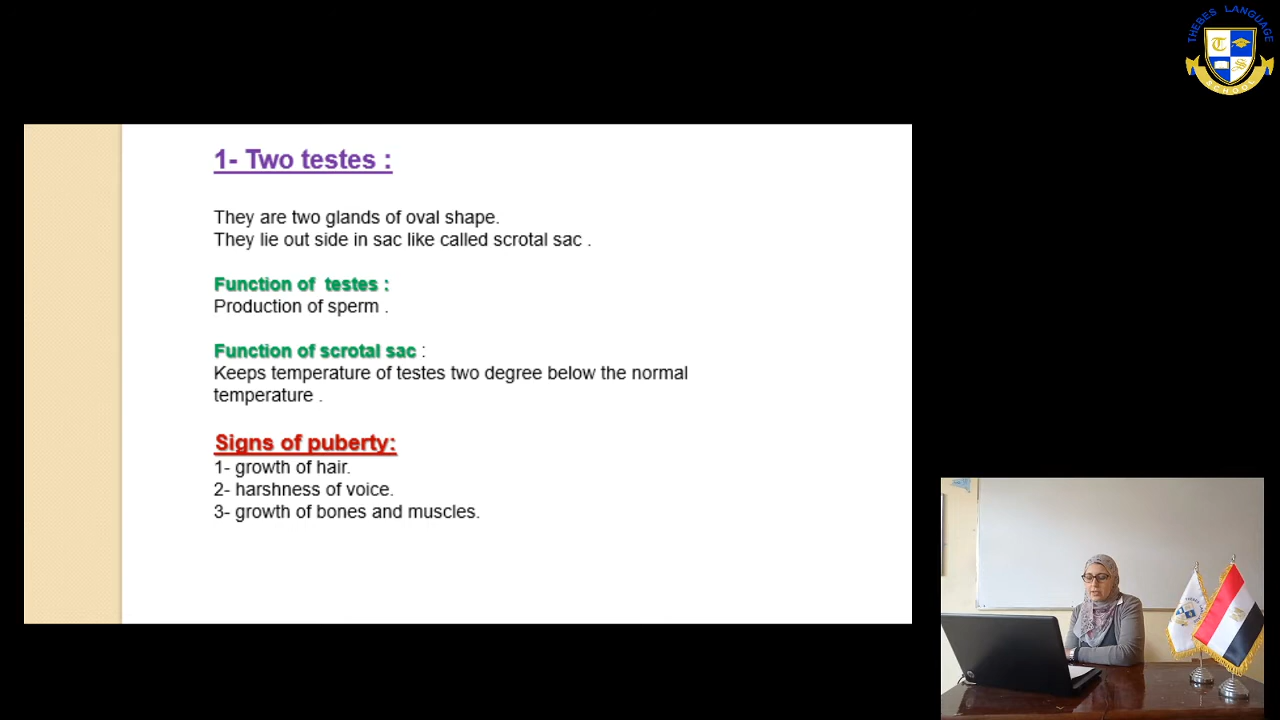 THEBES LANGUAGE
SCHOOL
1- Two testes :
They are two glands of oval shape.
They lie out side in sac like called scrotal sac .
Function of testes :
Production of sperm .
Function of scrotal sac :
Keeps temperature of testes two degree below the normal
temperature .
Signs of puberty:
1- growth of hair.
2- harshness of voice.
3- growth of bones and muscles.